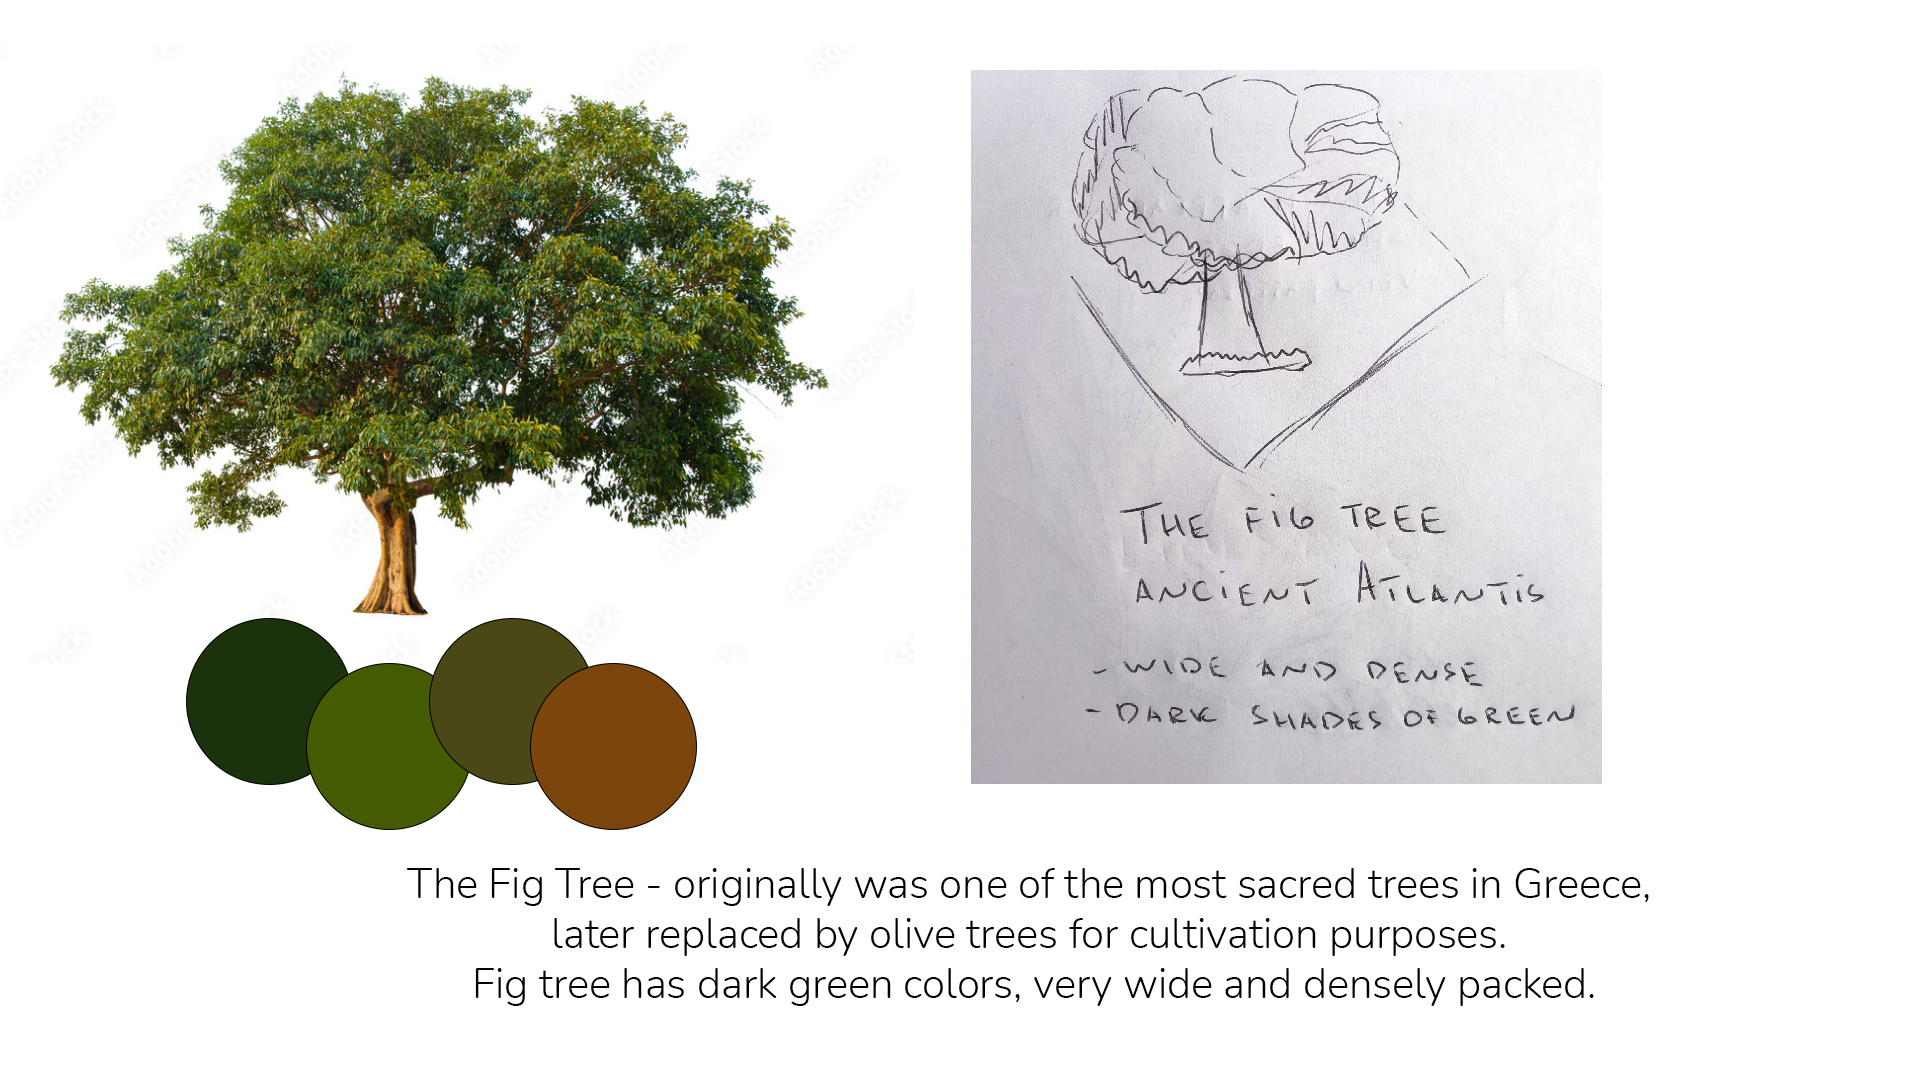 THE FIG TREE
ANCIENT ATLANTIS
- WIDE AND DENSE
- DARK SHADES OF GREEN
The Fig Tree - originally was one of the most sacred trees in Greece,
later replaced by olive trees for cultivation purposes.
Fig tree has dark green colors, very wide and densely packed.
Adobe Stock